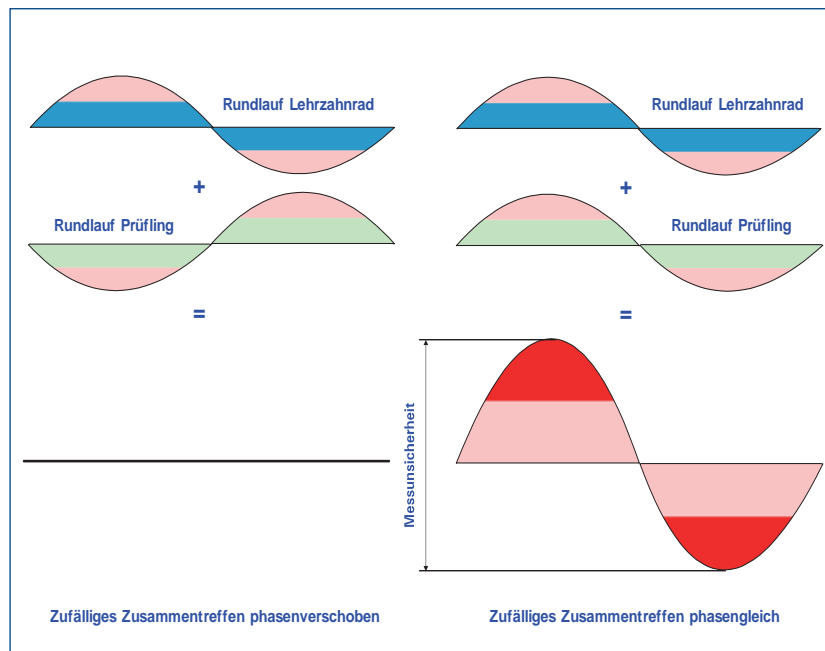 Rundlauf Lehrzahnrad
+
Rundlauf Prüfling
=
Zufälliges Zusammentreffen phasenverschoben
Rundlauf Lehrzahnrad
+
Rundlauf Prüfling
=
Messunsicherheit
Zufälliges Zusammentreffen phasengleich